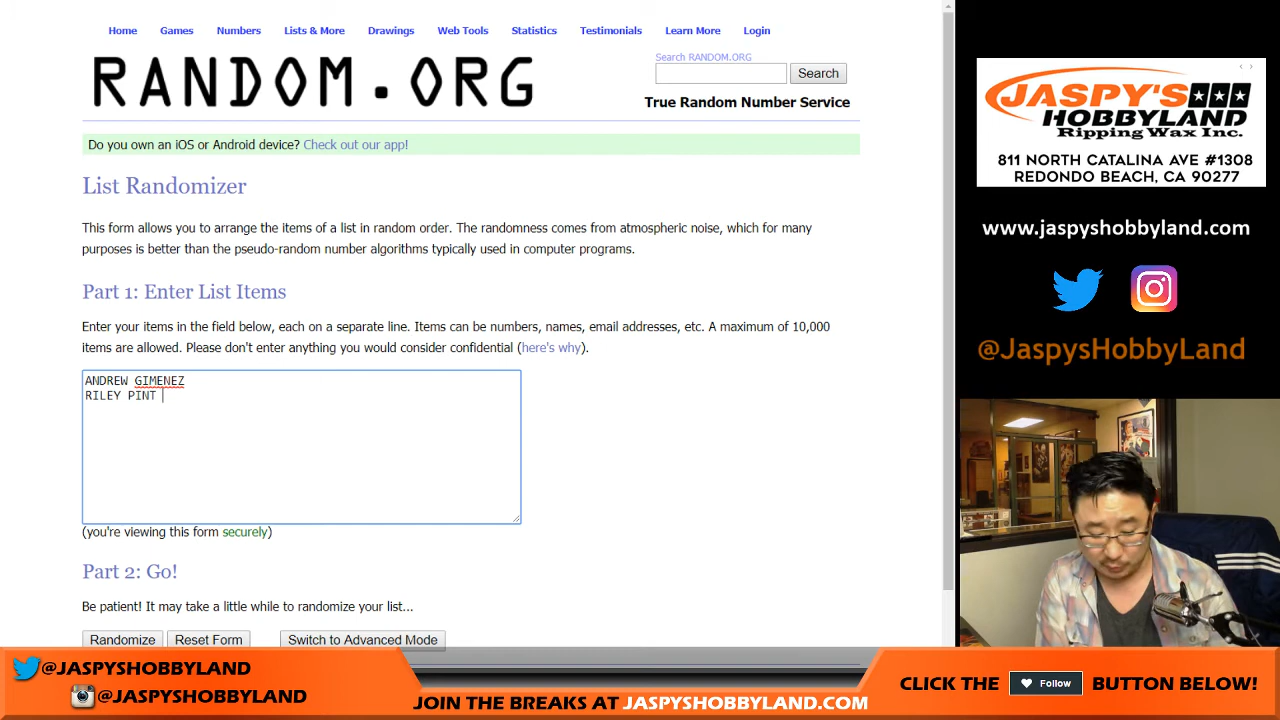 Home Games Numbers Lists & More Drawings Web Tools Statistics Testimonials Learn More Login
RANDOM.ORG
Search RANDOM.ORG
Search
True Random Number Service
Do you own an iOS or Android device? Check out our app!
List Randomizer
This form allows you to arrange the items of a list in random order. The randomness comes from atmospheric noise, which for many
purposes is better than the pseudo-random number algorithms typically used in computer programs.
Part 1: Enter List Items
Enter your items in the field below, each on a separate line. Items can be numbers, names, email addresses, etc. A maximum of 10,000
items are allowed. Please don't enter anything you would consider confidential (here's why).
ANDREW GIMENEZ
RILEY PINT
(you're viewing this form securely)
Part 2: Go!
Be patient! It may take a little while to randomize your list...
Randomize Reset Form Switch to Advanced Mode
JASPY'S
HOBBYLAND
Ripping Wax Inc.
811 NORTH CATALINA AVE #1308
REDONDO BEACH, CA 90277
www.jaspyshobbyland.com
@JaspysHobbyLand
@JASPYSHOBBYLAND
@JASPYSHOBBYLAND
JOIN THE BREAKS AT JASPYSHOBBYLAND.COM
CLICK THE Follow BUTTON BELOW!